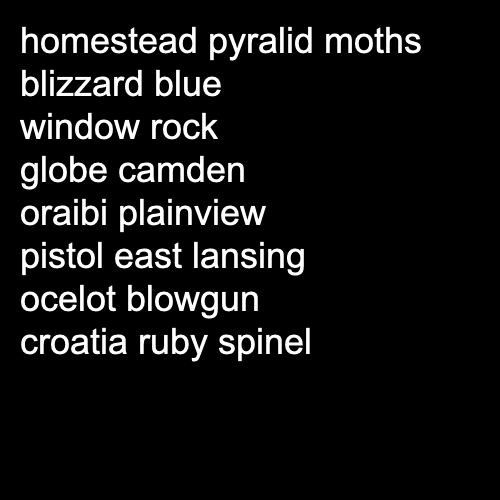 homestead pyralid moths
blizzard blue
window rock
globe camden
oraibi plainview
pistol east lansing
ocelot blowgun
croatia ruby spinel